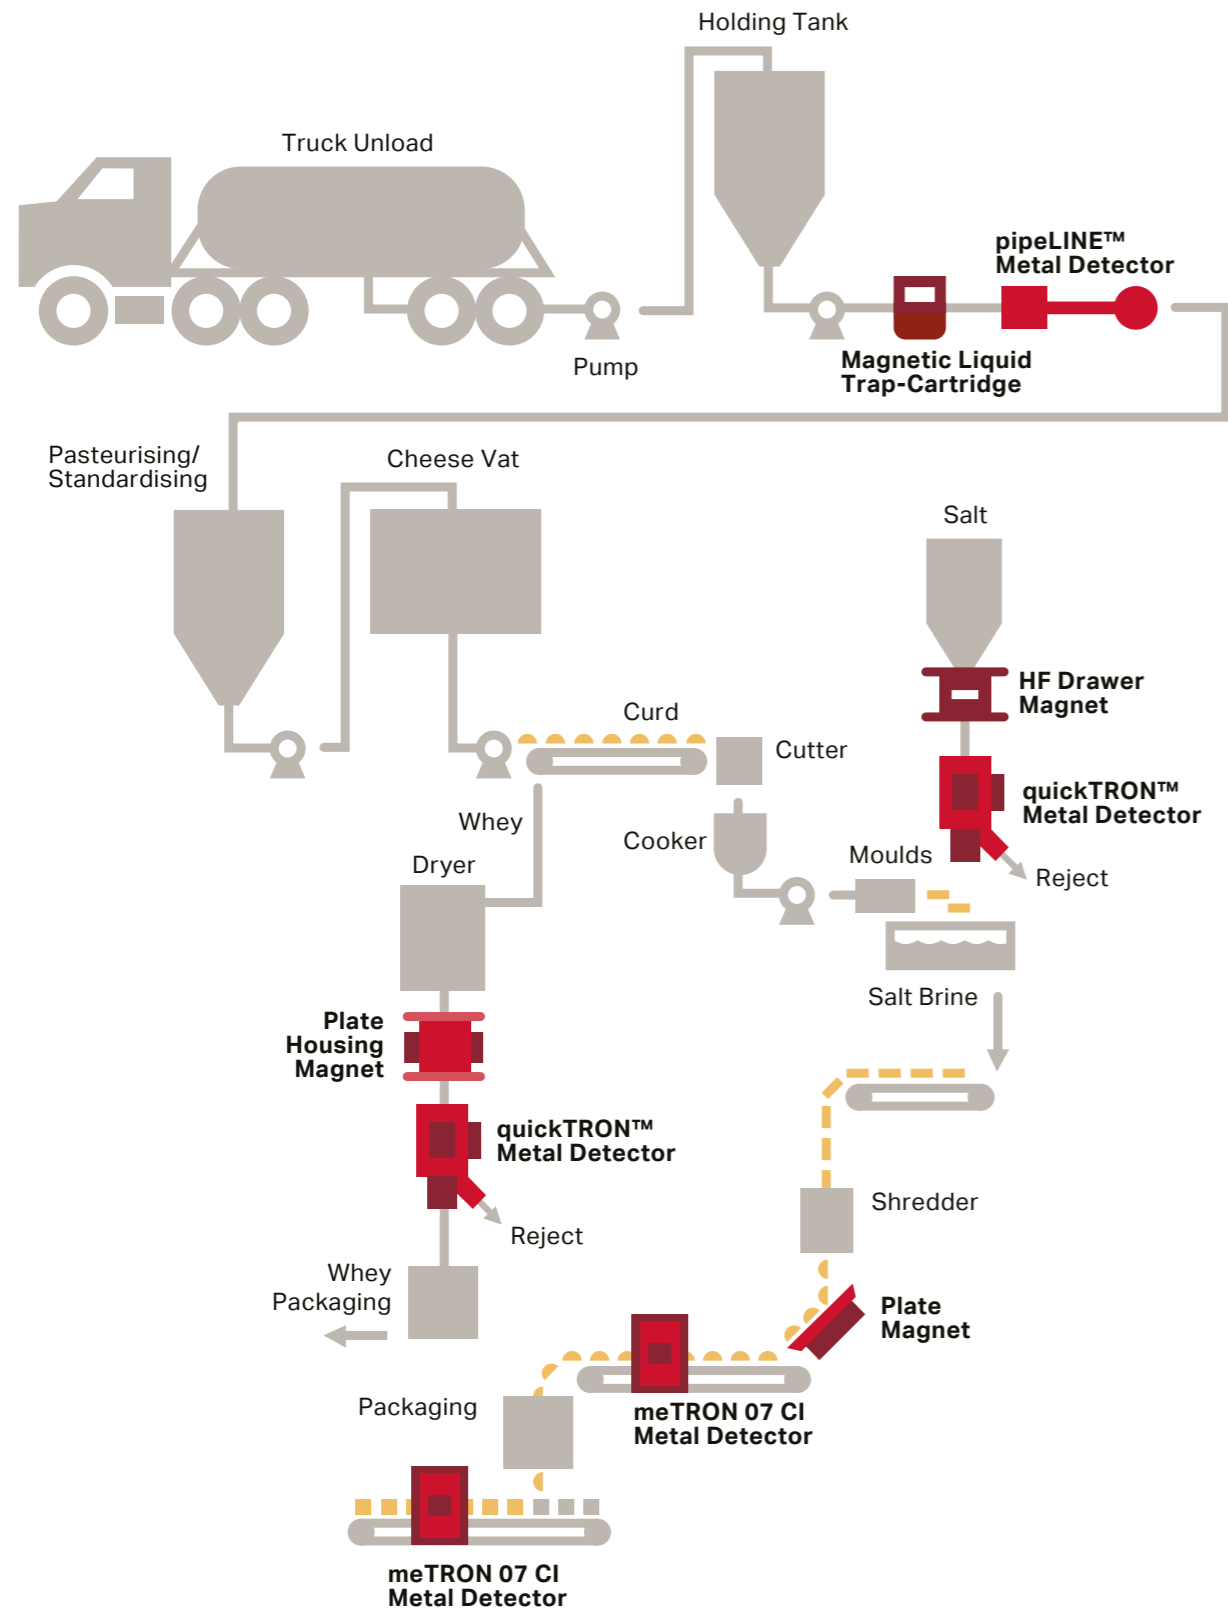 Holding Tank
Truck Unload
pipeLINE™
Metal Detector
Pump
Magnetic Liquid
Trap-Cartridge
Pasteurising/
Standardising
Cheese Vat
Salt
HF Drawer
Magnet
Curd
Cutter
quickTRON™
Metal Detector
Whey
Cooker
Moulds
Dryer
Reject
Salt Brine
Plate
Housing
Magnet
quickTRON™
Metal Detector
Shredder
Reject
Whey
Packaging
Plate
Magnet
Packaging
meTRON 07 CI
Metal Detector
meTRON 07 CI
Metal Detector